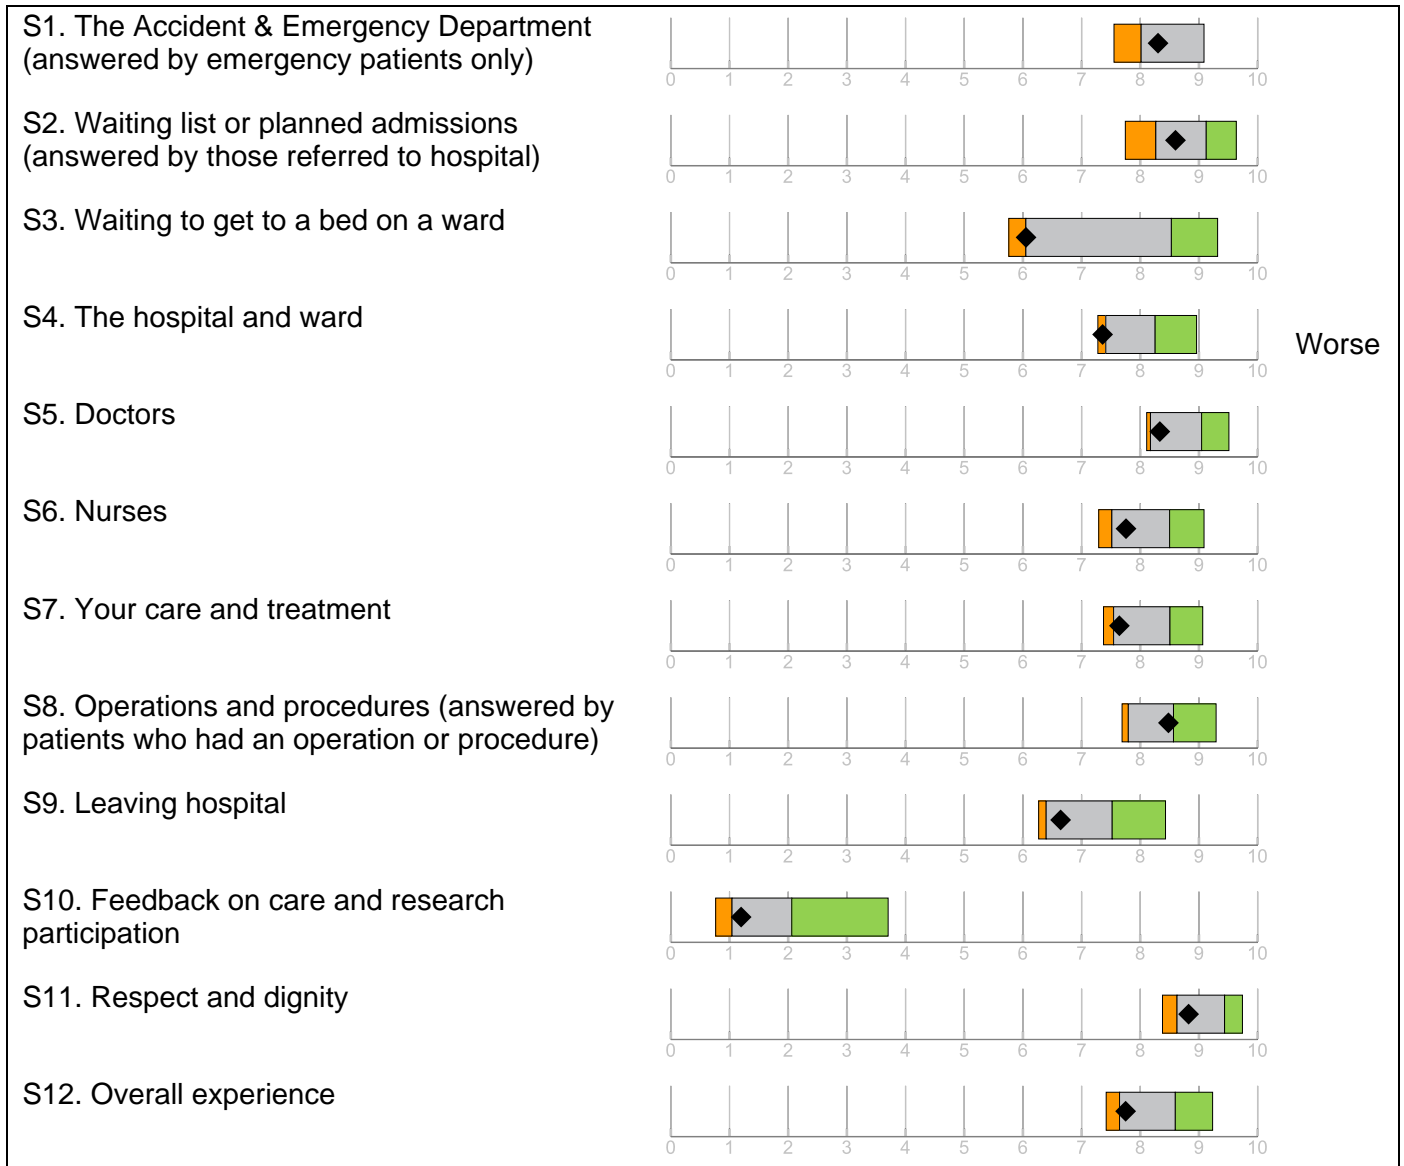 S1. The Accident & Emergency Department
(answered by emergency patients only)
0 1 2 3 4 5 6 7 8 9 10
S2. Waiting list or planned admissions
(answered by those referred to hospital)
0 1 2 3 4 5 6 7 8 9 10
S3. Waiting to get to a bed on a ward
0 1 2 3 4 5 6 7 8 9 10
S4. The hospital and ward
Worse
0 1 2 3 4 5 6 7 8 9 10
S5. Doctors
0 1 2 3 4 5 6 7 8 9 10
S6. Nurses
0 1 2 3 4 5 6 7 8 9 10
S7. Your care and treatment
0 1 2 3 4 5 6 7 8 9 10
S8. Operations and procedures (answered by
patients who had an operation or procedure)
0 1 2 3 4 5 6 7 8 9 10
S9. Leaving hospital
0 1 2 3 4 5 6 7 8 9 10
S10. Feedback on care and research
participation
0 1 2 3 4 5 6 7 8 9 10
S11. Respect and dignity
0 1 2 3 4 5 6 7 8 9 10
S12. Overall experience
0 1 2 3 4 5 6 7 8 9 10